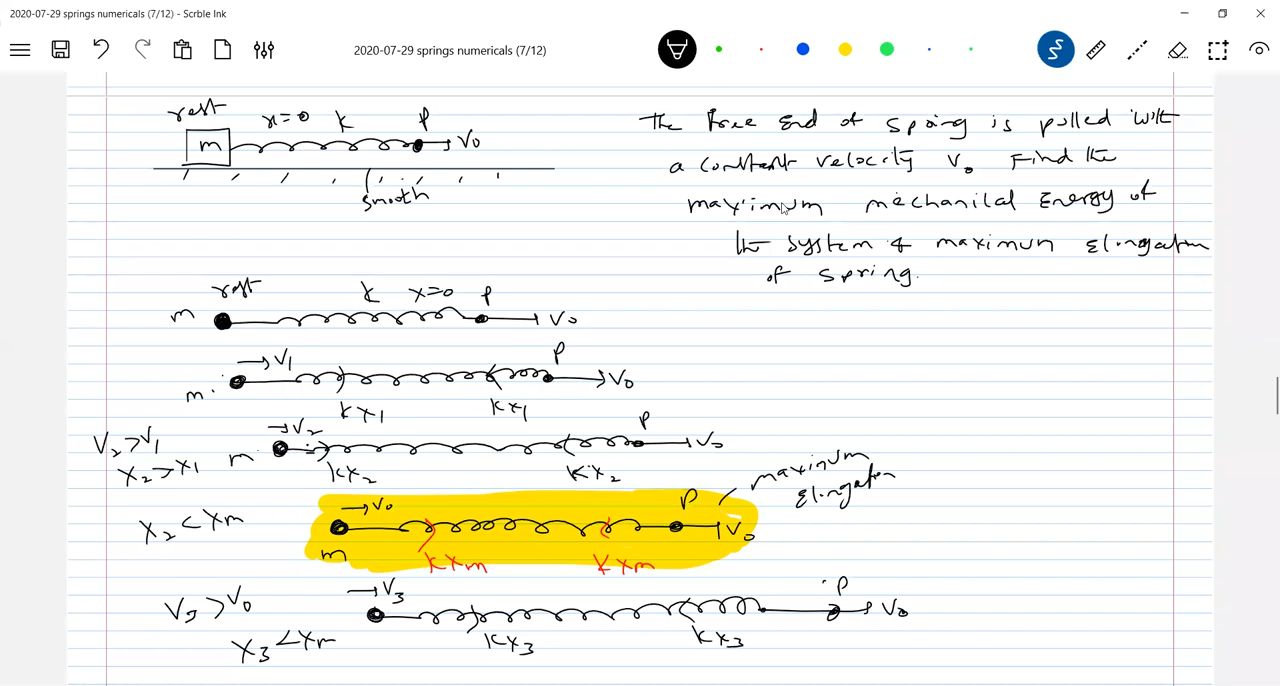 2020-07-29 springs numericals (7/12) - Scrble Ink
2020-07-29 springs numericals (7/12)
rest
x=0 k P
m V₀
smooth
The Free End of spring is pulled with
a constant velocity V₀ Find the
maximum mechanical Energy of
the system & maximum Elongation
of spring.
rest k x=0 P
m V₀
V₁ P
m V₀
kx₁ kx₁
V₂ P
V₂>V₁ m V₀
x₂>x₁ kx₂ kx₂
maximum
Elongation
V₀ P
x₂<xm V₀
m kxm kxm
V₃ P
V₃>V₀ V₀
x₃<xm kx₃ kx₃